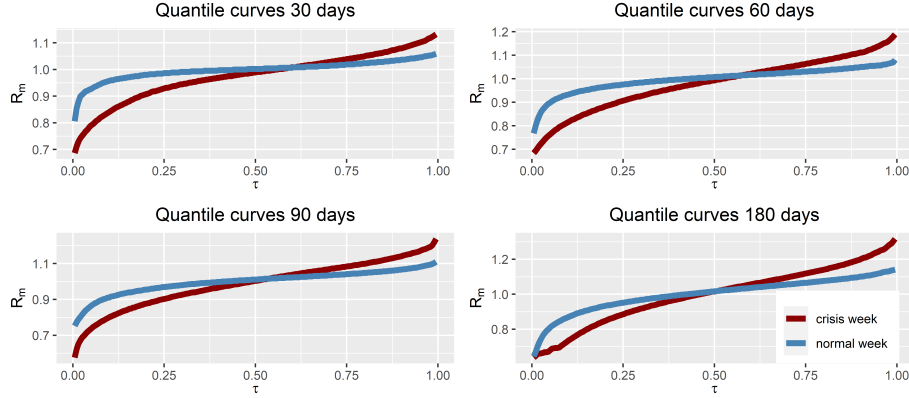 Quantile curves 30 days
1.1
1.0
0.9
0.8
0.7
Rm
0.00 0.25 0.50 0.75 1.00
τ
Quantile curves 60 days
1.2
1.1
1.0
0.9
0.8
0.7
Rm
0.00 0.25 0.50 0.75 1.00
τ
Quantile curves 90 days
1.1
0.9
0.7
Rm
0.00 0.25 0.50 0.75 1.00
τ
Quantile curves 180 days
1.2
1.0
0.8
Rm
0.00 0.25 0.50 0.75 1.00
τ
crisis week
normal week